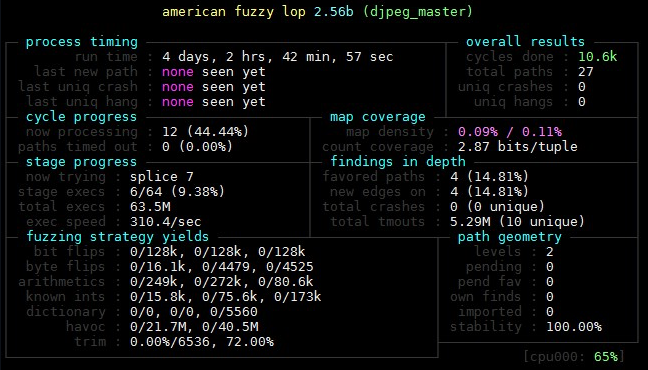 american fuzzy lop 2.56b (djpeg_master)
process timing overall results
run time : 4 days, 2 hrs, 42 min, 57 sec cycles done : 10.6k
last new path : none seen yet total paths : 27
last uniq crash : none seen yet uniq crashes : 0
last uniq hang : none seen yet uniq hangs : 0
cycle progress map coverage
now processing : 12 (44.44%) map density : 0.09% / 0.11%
paths timed out : 0 (0.00%) count coverage : 2.87 bits/tuple
stage progress findings in depth
now trying : splice 7 favored paths : 4 (14.81%)
stage execs : 6/64 (9.38%) new edges on : 4 (14.81%)
total execs : 63.5M total crashes : 0 (0 unique)
exec speed : 310.4/sec total tmouts : 5.29M (10 unique)
fuzzing strategy yields path geometry
bit flips : 0/128k, 0/128k, 0/128k levels : 2
byte flips : 0/16.1k, 0/4479, 0/4525 pending : 0
arithmetics : 0/249k, 0/272k, 0/80.6k pend fav : 0
known ints : 0/15.8k, 0/75.6k, 0/173k own finds : 0
dictionary : 0/0, 0/0, 0/5560 imported : 0
havoc : 0/21.7M, 0/40.5M stability : 100.00%
trim : 0.00%/6536, 72.00%
[cpu000: 65%]